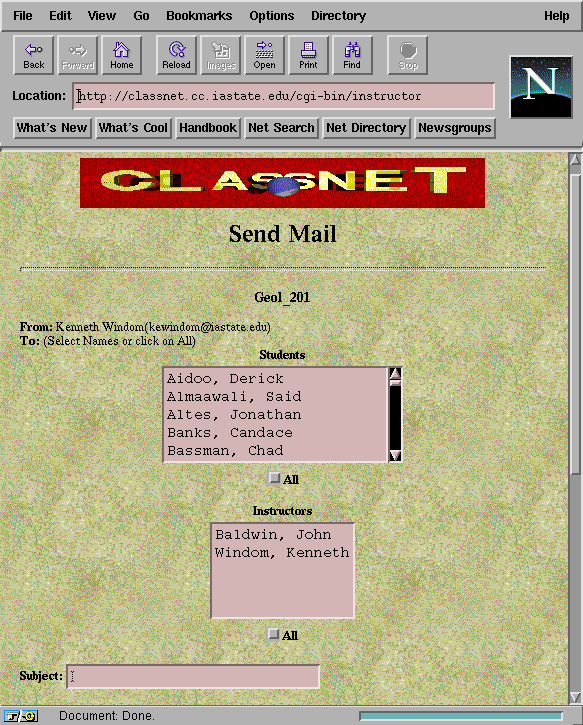 File Edit View Go Bookmarks Options Directory Help
Back Forward Home Reload Images Open Print Find Stop
Location: http://classnet.cc.iastate.edu/cgi-bin/instructor
N
What's New What's Cool Handbook Net Search Net Directory Newsgroups
CLASSNET
Send Mail
Geol_201
From: Kenneth Windom(kewindom@iastate.edu)
To: (Select Names or click on All)
Students
Aidoo, Derick
Almaawali, Said
Altes, Jonathan
Banks, Candace
Bassman, Chad
All
Instructors
Baldwin, John
Windom, Kenneth
All
Subject:
Document: Done.